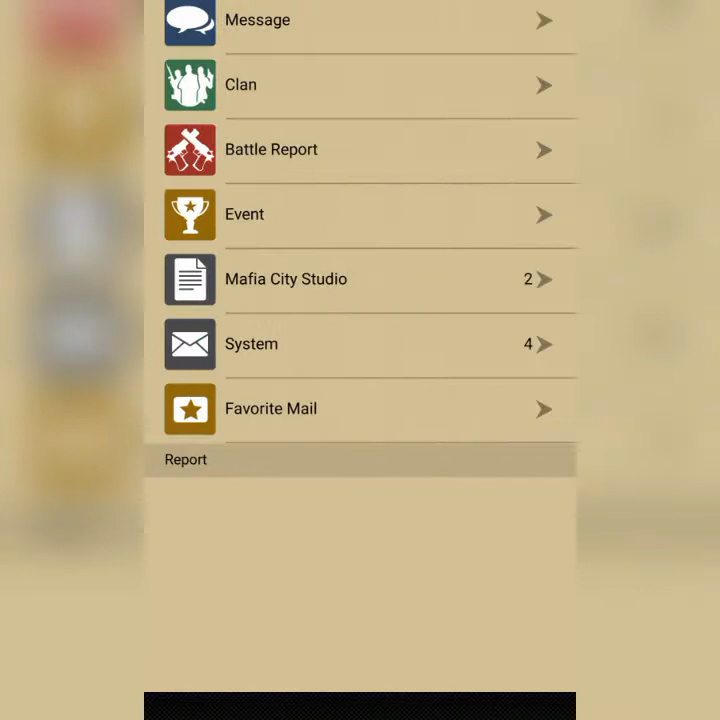 Message
Clan
Battle Report
Event
Mafia City Studio 2
System 4
Favorite Mail
Report